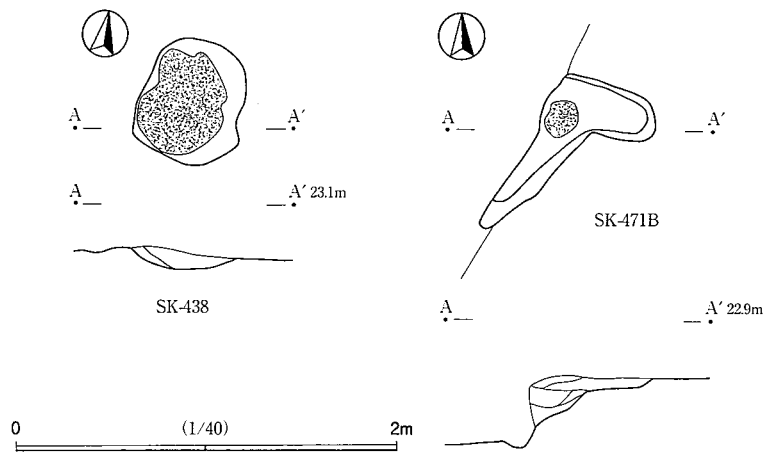 A A′
A A′ 23.1m
SK-438
A A′
SK-471B
A A′ 22.9m
0 (1/40) 2m